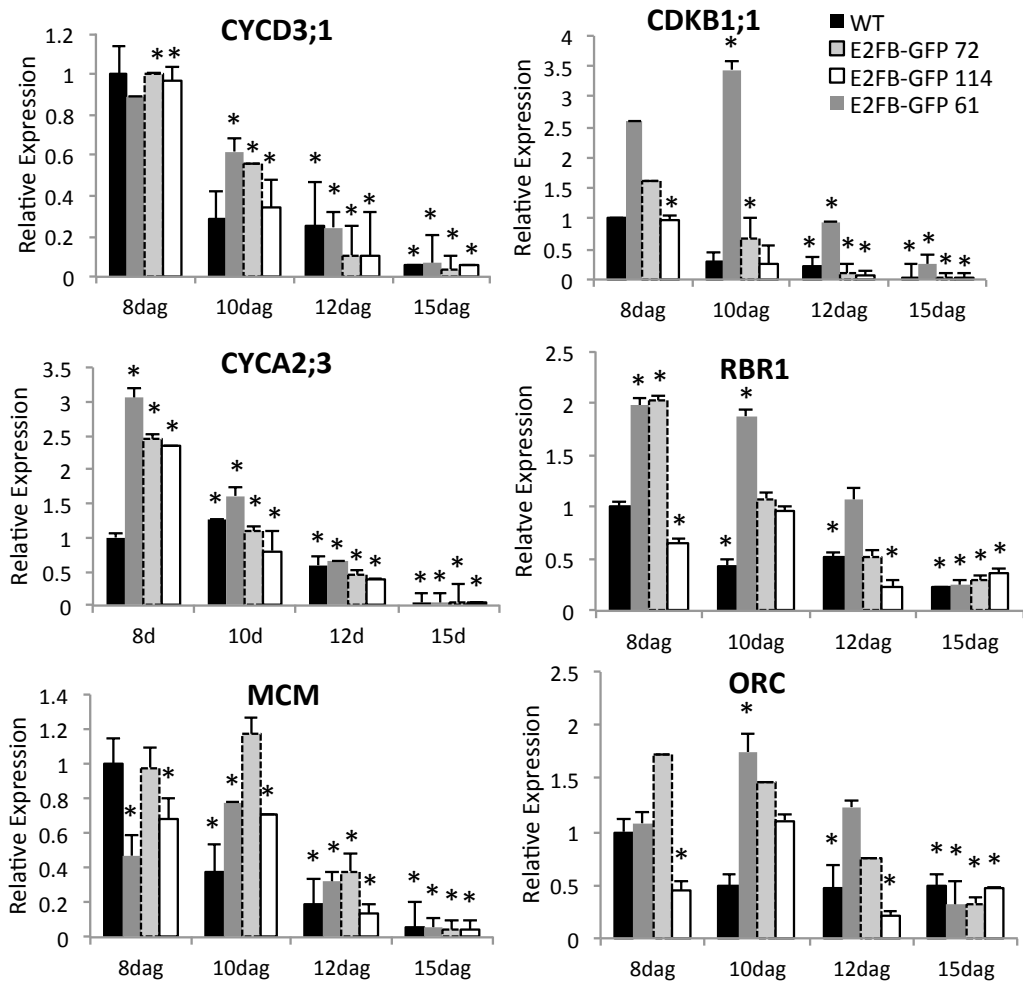 CYCD3;1
Relative Expression
1.2
1
0.8
0.6
0.4
0.2
0
** * * * * * * * * * * *
8dag 10dag 12dag 15dag
CDKB1;1
WT
E2FB-GFP 72
E2FB-GFP 114
E2FB-GFP 61
Relative Expression
4
3.5
3
2.5
2
1.5
1
0.5
0
* * * * * * * * * * *
8dag 10dag 12dag 15dag
CYCA2;3
Relative Expression
3.5
3
2.5
2
1.5
1
0.5
0
* * * * * * * * * * * * * * *
8d 10d 12d 15d
RBR1
Relative Expression
2.5
2
1.5
1
0.5
0
* * * * * * * * * * *
8dag 10dag 12dag 15dag
MCM
Relative Expression
1.4
1.2
1
0.8
0.6
0.4
0.2
0
* * * * * * * * * * * * *
8dag 10dag 12dag 15dag
ORC
Relative Expression
2.5
2
1.5
1
0.5
0
* * * * * * * *
8dag 10dag 12dag 15dag